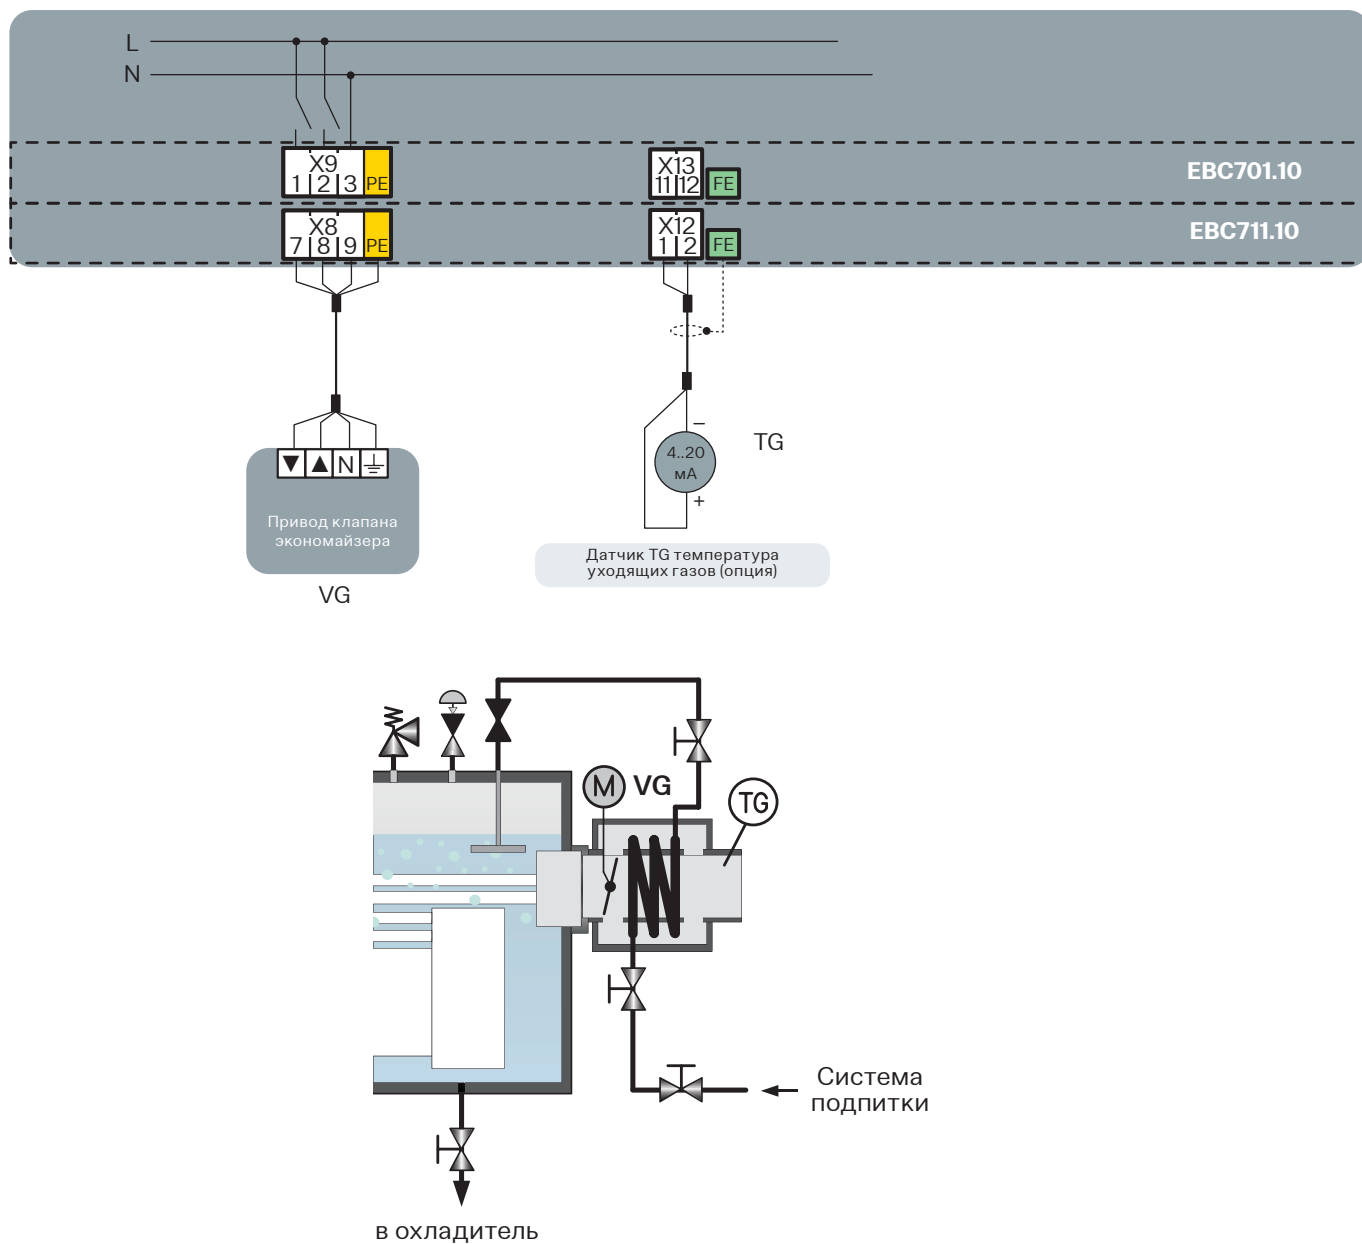 L
N
X9
1 2 3 PE
X13
11 12 FE
EBC701.10
X8
7 8 9 PE
X12
1 2 FE
EBC711.10
N
Привод клапана
экономайзера
VG
–
4..20
мА
+
TG
Датчик TG температура
уходящих газов (опция)
M VG
TG
Система
подпитки
в охладитель